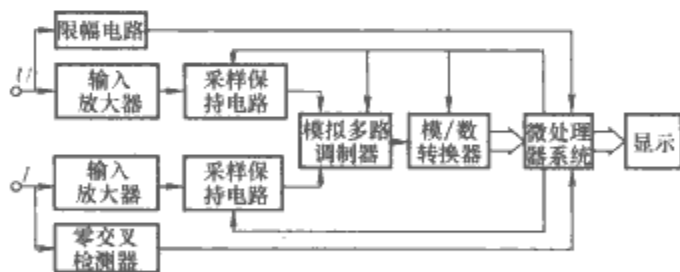 限幅电路
U
输入
放大器
采样保
持电路
模拟多路
调制器
模/数
转换器
微处理
器系统
显示
I
输入
放大器
采样保
持电路
零交叉
检测器